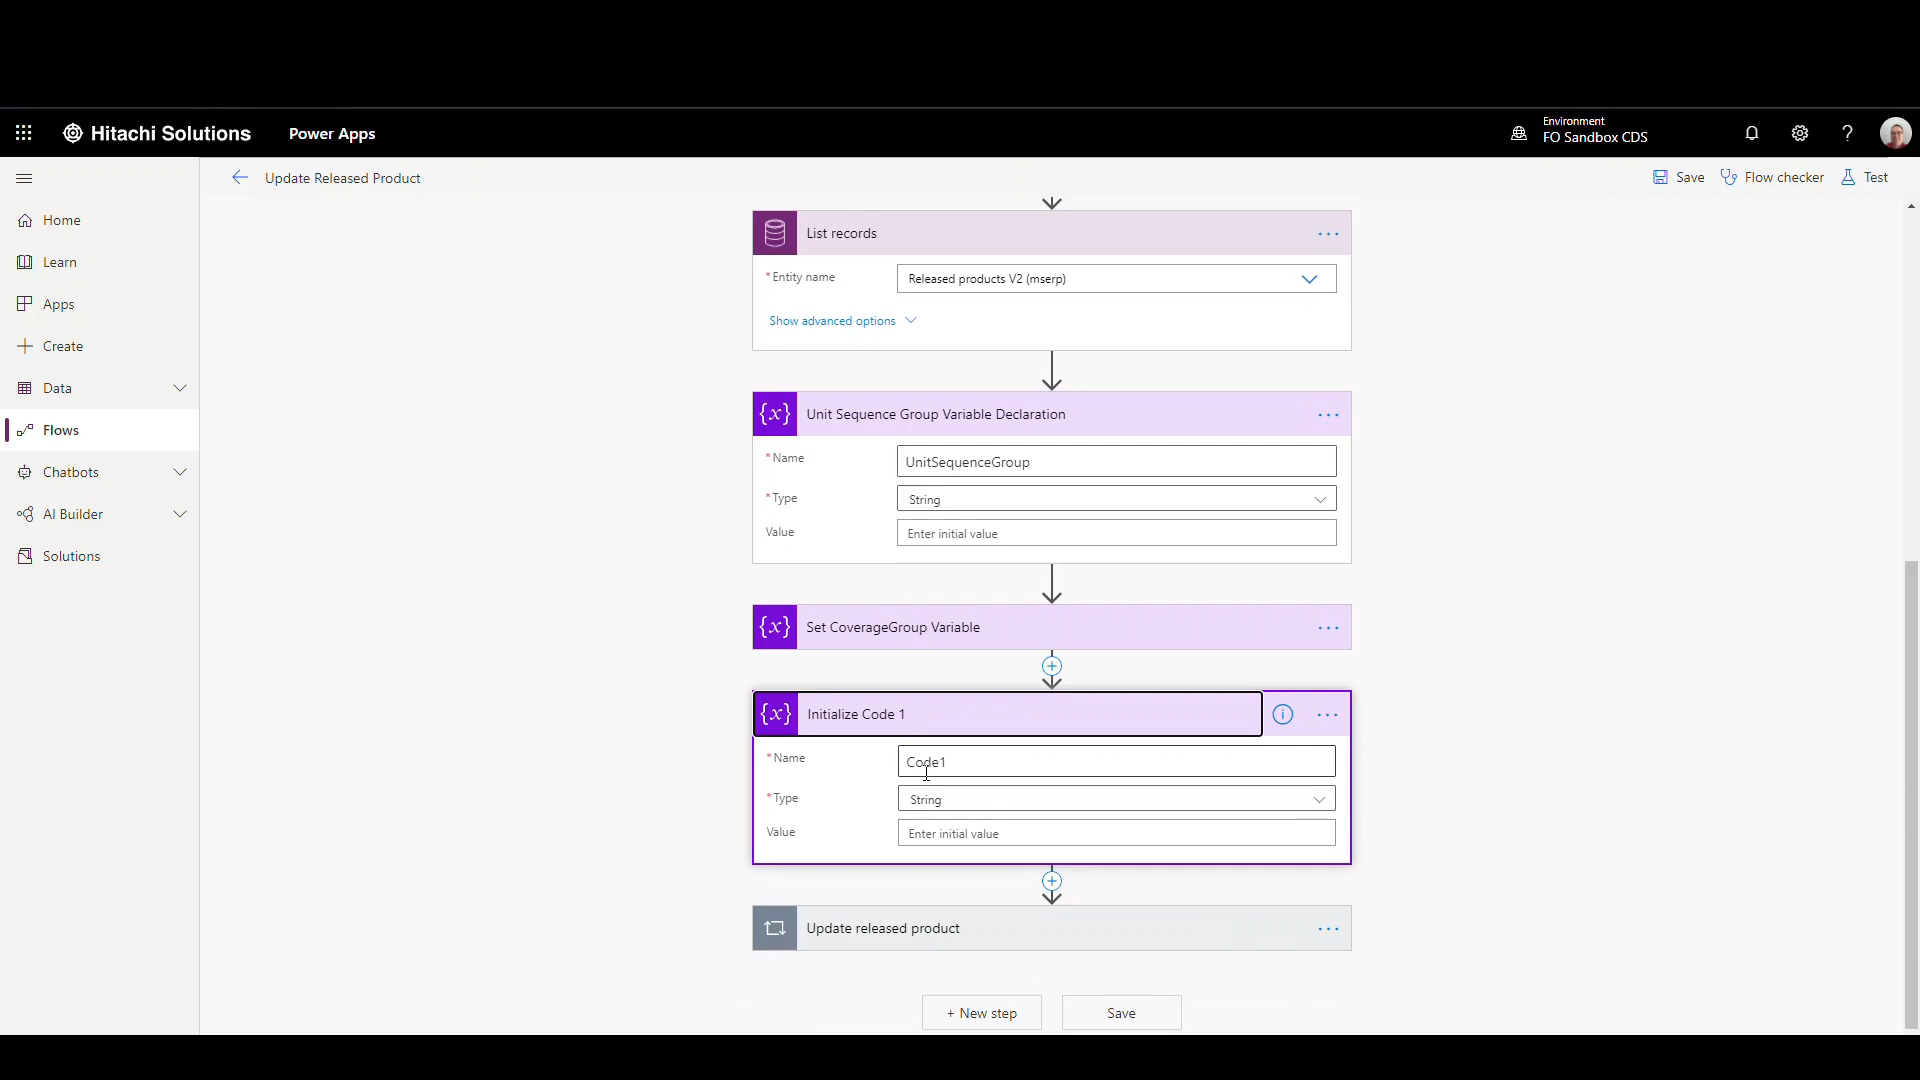 Hitachi Solutions
Power Apps
Environment
FO Sandbox CDS
?
Update Released Product
Save
Flow checker
Test
Home
Learn
Apps
Create
Data
Flows
Chatbots
AI Builder
Solutions
List records
...
*Entity name
Released products V2 (mserp)
Show advanced options
{x}
Unit Sequence Group Variable Declaration
...
*Name
UnitSequenceGroup
*Type
String
Value
Enter initial value
{x}
Set CoverageGroup Variable
...
{x}
Initialize Code 1
...
*Name
Code1
*Type
String
Value
Enter initial value
Update released product
...
+ New step
Save